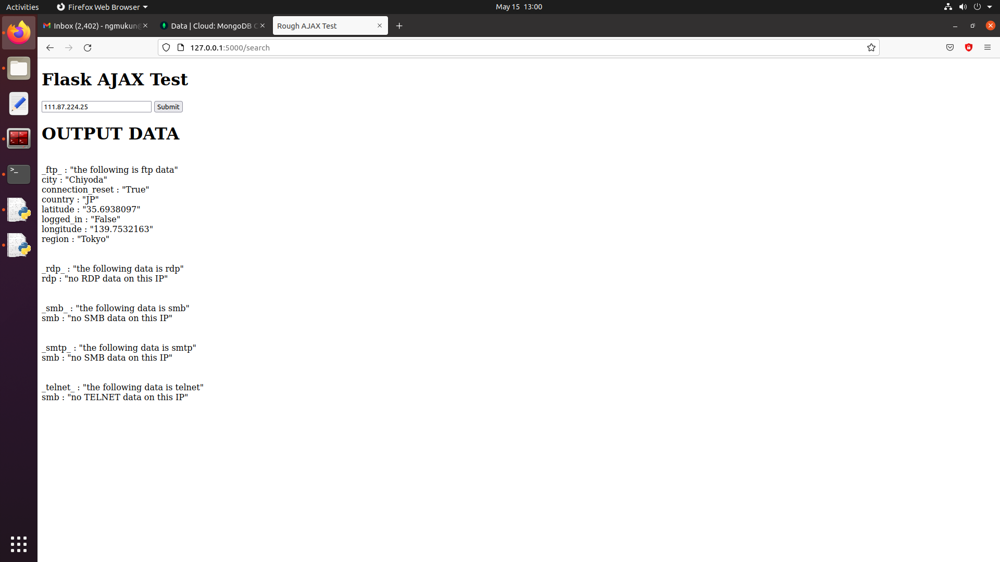 Activities
Firefox Web Browser
May 15 13:00
Inbox (2,402) - ngmukun@
Data | Cloud: MongoDB C
Rough AJAX Test
127.0.0.1:5000/search
Flask AJAX Test
111.87.224.25
Submit
OUTPUT DATA
_ftp_ : "the following is ftp data"
city : "Chiyoda"
connection_reset : "True"
country : "JP"
latitude : "35.6938097"
logged_in : "False"
longitude : "139.7532163"
region : "Tokyo"
_rdp_ : "the following data is rdp"
rdp : "no RDP data on this IP"
_smb_ : "the following data is smb"
smb : "no SMB data on this IP"
_smtp_ : "the following data is smtp"
smb : "no SMB data on this IP"
_telnet_ : "the following data is telnet"
smb : "no TELNET data on this IP"